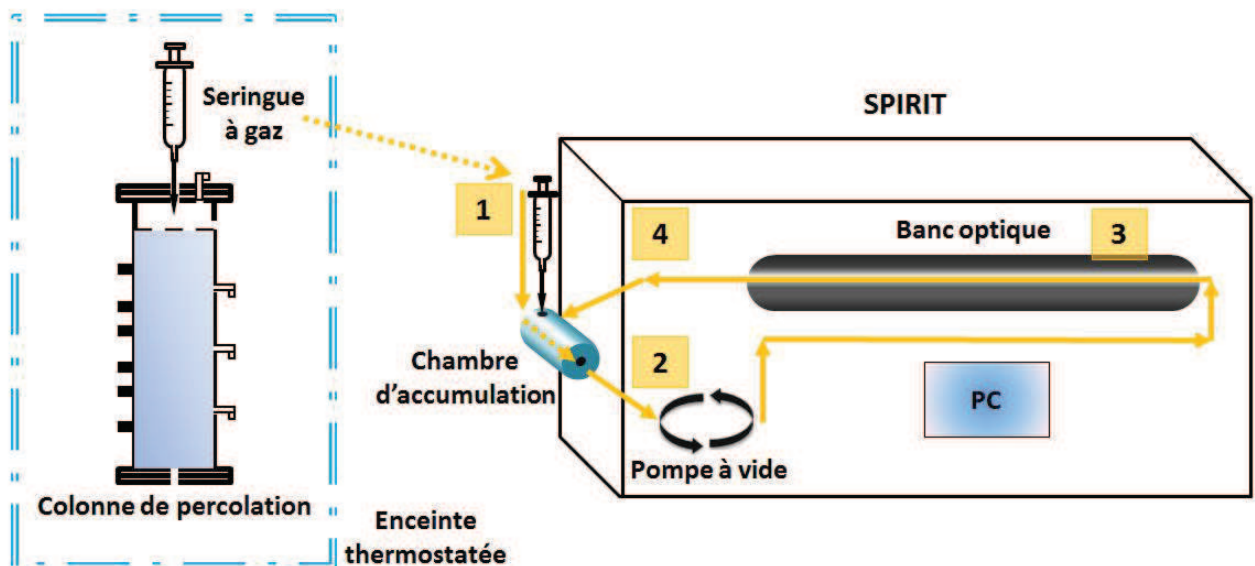 Seringue
à gaz
Colonne de percolation
Enceinte
thermostatée
SPIRIT
1
4
Banc optique
3
Chambre
d'accumulation
2
Pompe à vide
PC